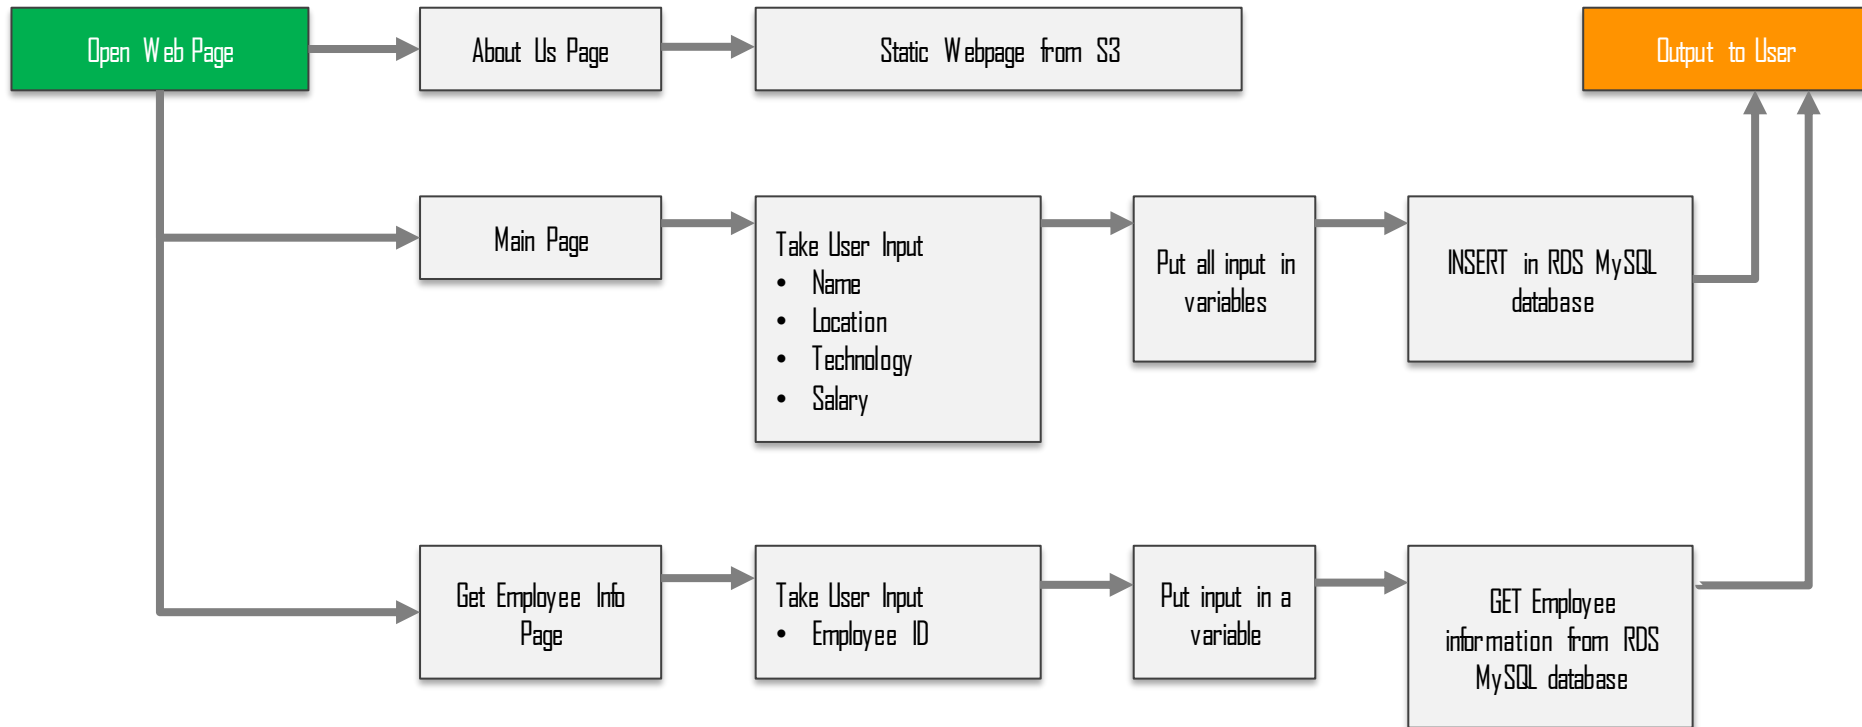 Open Web Page
About Us Page
Static Webpage from S3
Output to User
Main Page
Take User Input
• Name
• Location
• Technology
• Salary
Put all input in
variables
INSERT in RDS MySQL
database
Get Employee Info
Page
Take User Input
• Employee ID
Put input in a
variable
GET Employee
information from RDS
MySQL database